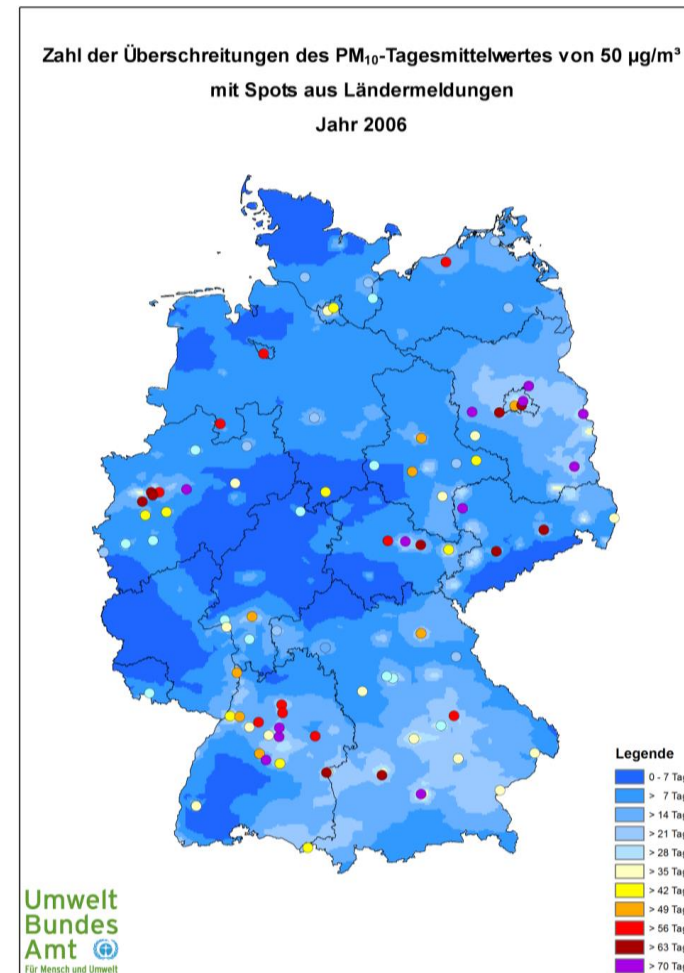 Zahl der Überschreitungen des PM₁₀-Tagesmittelwertes von 50 µg/m³
mit Spots aus Ländermeldungen
Jahr 2006
Legende
0 - 7 Tag
> 7 Tag
> 14 Tag
> 21 Tag
> 28 Tag
> 35 Tag
> 42 Tag
> 49 Tag
> 56 Tag
> 63 Tag
> 70 Tag
Umwelt
Bundes
Amt
Für Mensch und Umwelt